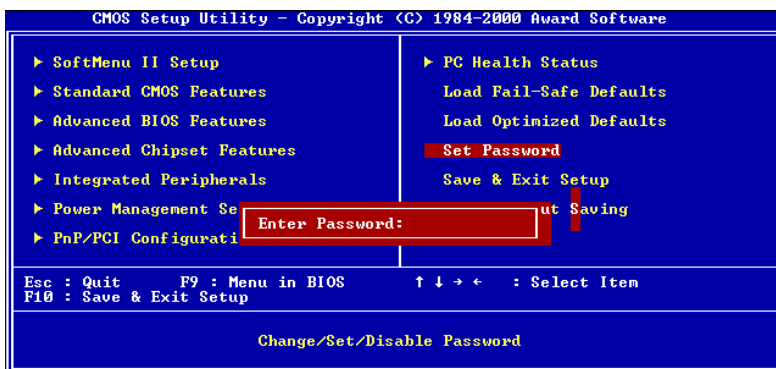 CMOS Setup Utility - Copyright (C) 1984-2000 Award Software
► SoftMenu II Setup
► Standard CMOS Features
► Advanced BIOS Features
► Advanced Chipset Features
► Integrated Peripherals
► Power Management Se
► PnP/PCI Configurati
► PC Health Status
Load Fail-Safe Defaults
Load Optimized Defaults
Set Password
Save & Exit Setup
ut Saving
Enter Password:
Esc : Quit F9 : Menu in BIOS ↑ ↓ → ← : Select Item
F10 : Save & Exit Setup
Change/Set/Disable Password